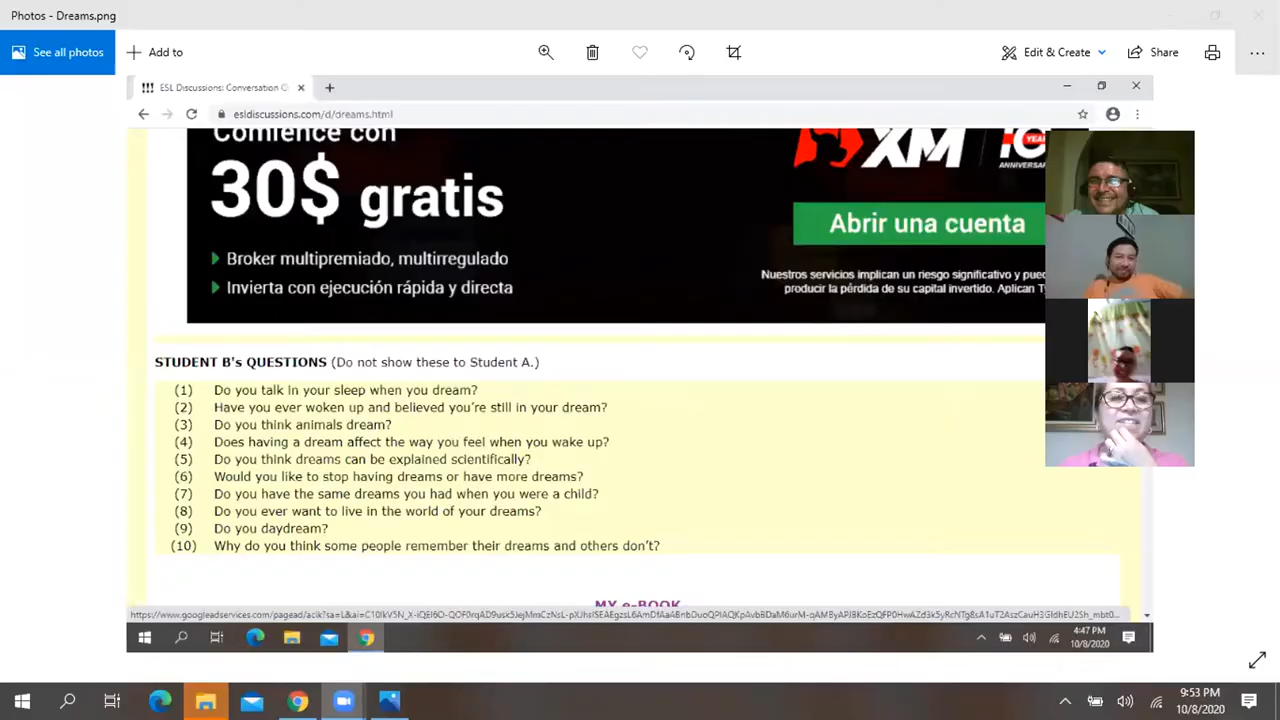 Photos - Dreams.png
See all photos
Add to
Edit & Create
Share
ESL Discussions: Conversation Q
esldiscussions.com/d/dreams.html
Comience con
30$ gratis
Broker multipremiado, multirregulado
Invierta con ejecución rápida y directa
XM
10 YEAR
ANNIVERSAR
Abrir una cuenta
Nuestros servicios implican un riesgo significativo y pued
producir la pérdida de su capital invertido. Aplican Ty
STUDENT B's QUESTIONS (Do not show these to Student A.)
(1) Do you talk in your sleep when you dream?
(2) Have you ever woken up and believed you're still in your dream?
(3) Do you think animals dream?
(4) Does having a dream affect the way you feel when you wake up?
(5) Do you think dreams can be explained scientifically?
(6) Would you like to stop having dreams or have more dreams?
(7) Do you have the same dreams you had when you were a child?
(8) Do you ever want to live in the world of your dreams?
(9) Do you daydream?
(10) Why do you think some people remember their dreams and others don't?
MY e-BOOK
4:47 PM
10/8/2020
9:53 PM
10/8/2020